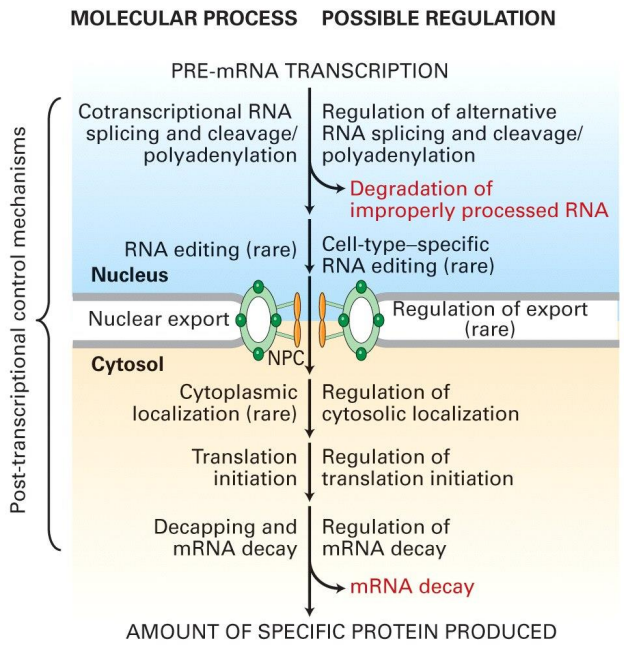 MOLECULAR PROCESS
POSSIBLE REGULATION
PRE-mRNA TRANSCRIPTION
Post-transcriptional control mechanisms
Cotranscriptional RNA
splicing and cleavage/
polyadenylation
Regulation of alternative
RNA splicing and cleavage/
polyadenylation
Degradation of
improperly processed RNA
RNA editing (rare)
Cell-type–specific
RNA editing (rare)
Nucleus
Nuclear export
Regulation of export
(rare)
NPC
Cytosol
Cytoplasmic
localization (rare)
Regulation of
cytosolic localization
Translation
initiation
Regulation of
translation initiation
Decapping and
mRNA decay
Regulation of
mRNA decay
mRNA decay
AMOUNT OF SPECIFIC PROTEIN PRODUCED